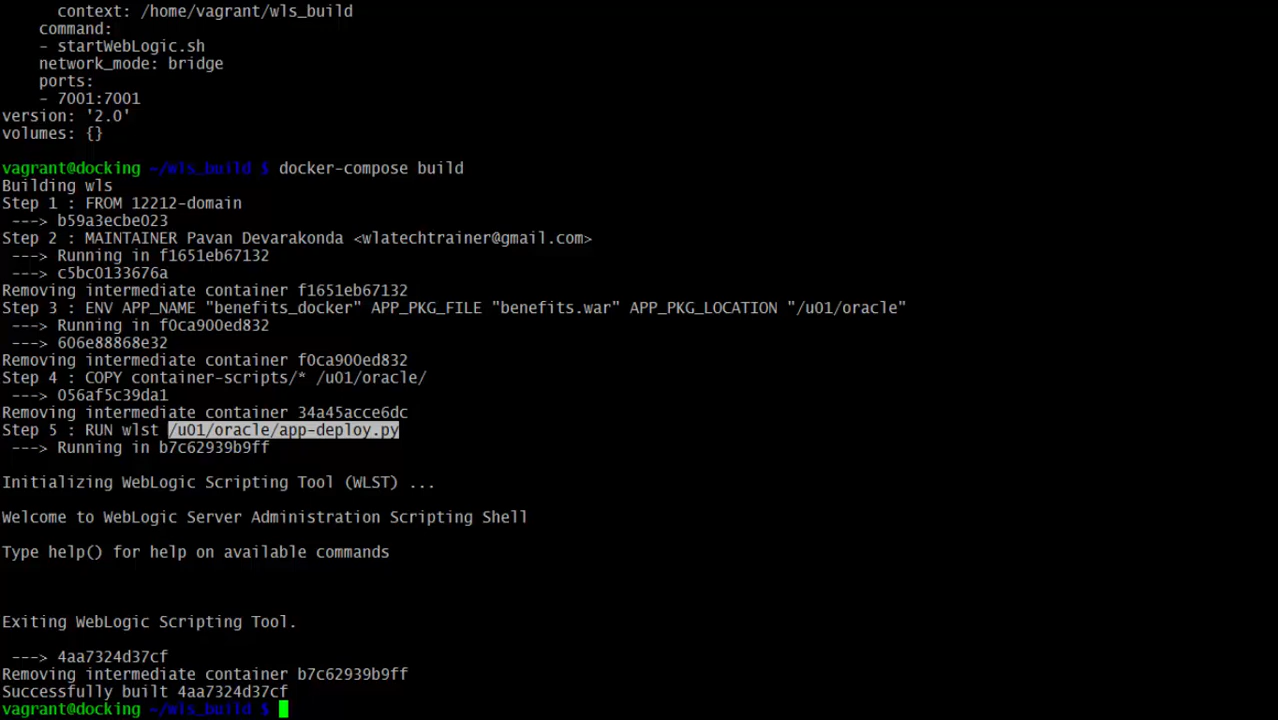 context: /home/vagrant/wls_build
command:
- startWebLogic.sh
network_mode: bridge
ports:
- 7001:7001
version: '2.0'
volumes: {}
vagrant@docking ~/wls_build $ docker-compose build
Building wls
Step 1 : FROM 12212-domain
---> b59a3ecbe023
Step 2 : MAINTAINER Pavan Devarakonda <wlatechtrainer@gmail.com>
---> Running in f1651eb67132
---> c5bc0133676a
Removing intermediate container f1651eb67132
Step 3 : ENV APP_NAME "benefits_docker" APP_PKG_FILE "benefits.war" APP_PKG_LOCATION "/u01/oracle"
---> Running in f0ca900ed832
---> 606e88868e32
Removing intermediate container f0ca900ed832
Step 4 : COPY container-scripts/* /u01/oracle/
---> 056af5c39da1
Removing intermediate container 34a45acce6dc
Step 5 : RUN wlst /u01/oracle/app-deploy.py
---> Running in b7c62939b9ff
Initializing WebLogic Scripting Tool (WLST) ...
Welcome to WebLogic Server Administration Scripting Shell
Type help() for help on available commands
Exiting WebLogic Scripting Tool.
---> 4aa7324d37cf
Removing intermediate container b7c62939b9ff
Successfully built 4aa7324d37cf
vagrant@docking ~/wls_build $